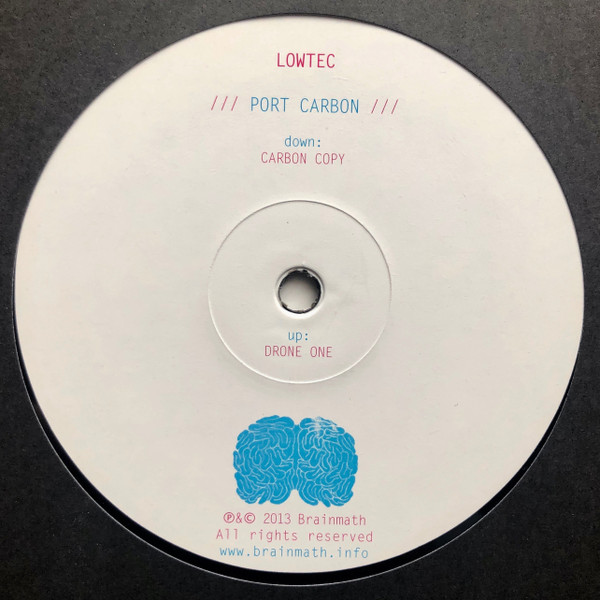 LOWTEC
/// PORT CARBON ///
down:
CARBON COPY
up:
DRONE ONE
℗&© 2013 Brainmath
All rights reserved
www.brainmath.info